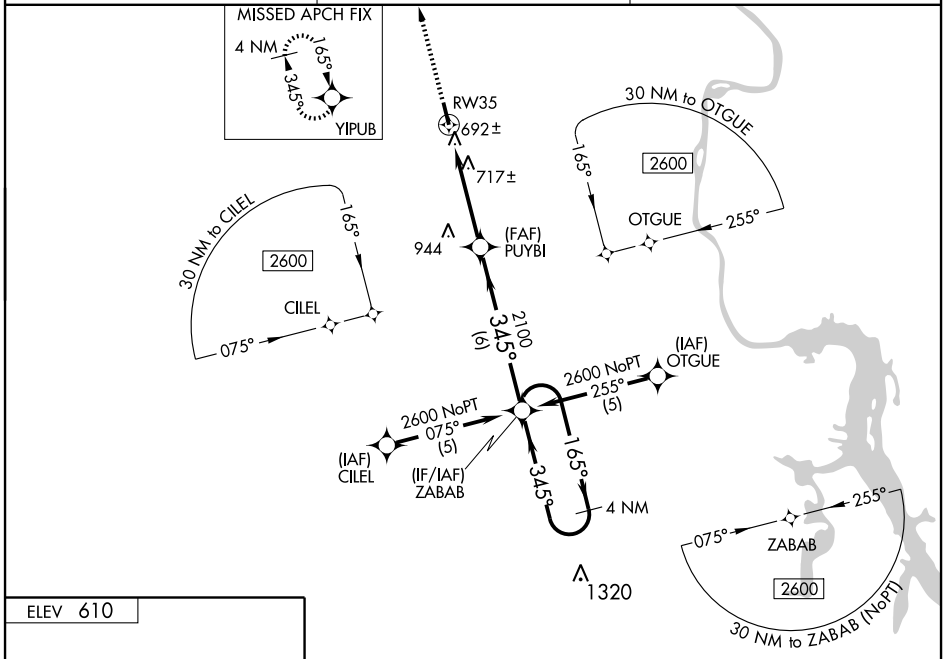 MISSED APCH FIX
4 NM
165°
345°
YIPUB
RW35
692±
717±
30 NM to OTGUE
2600
165°
OTGUE
255°
30 NM to CILEL
165°
2600
CILEL
075°
944
(FAF)
PUYBI
2100
345°
(6)
(IAF)
OTGUE
2600 NoPT
255°
(5)
2600 NoPT
075°
(5)
(IAF)
CILEL
(IF/IAF)
ZABAB
165°
345°
4 NM
1320
075°
255°
ZABAB
2600
30 NM to ZABAB (NoPT)
ELEV 610